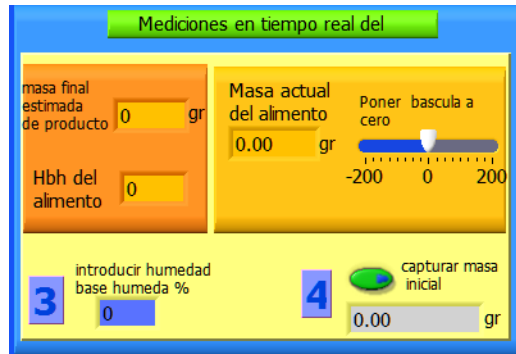 Mediciones en tiempo real del
masa final
estimada
de producto
0
gr
Hbh del
alimento
0
Masa actual
del alimento
0.00
gr
Poner bascula a
cero
-200 0 200
3
introducir humedad
base humeda %
0
4
capturar masa
inicial
0.00
gr